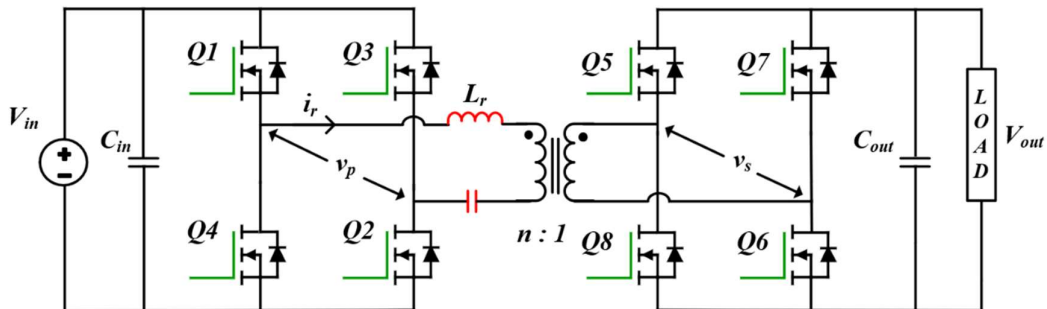 Q1
Q3
Q5
Q7
V_in
C_in
i_r
L_r
v_p
v_s
C_out
LOAD
V_out
Q4
Q2
n : 1
Q8
Q6